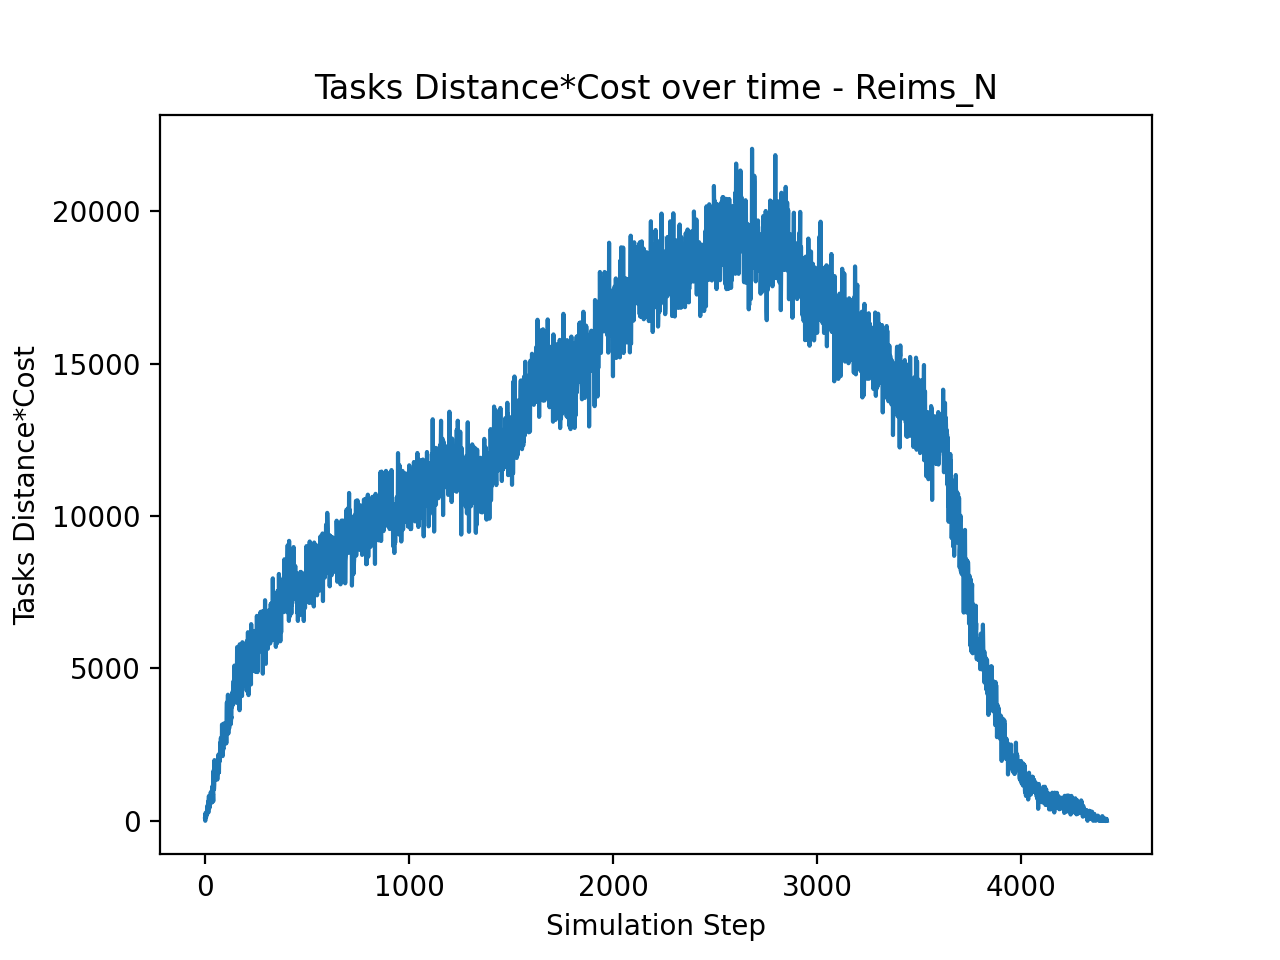 Tasks Distance*Cost over time - Reims_N
Tasks Distance*Cost
20000
15000
10000
5000
0
0 1000 2000 3000 4000
Simulation Step